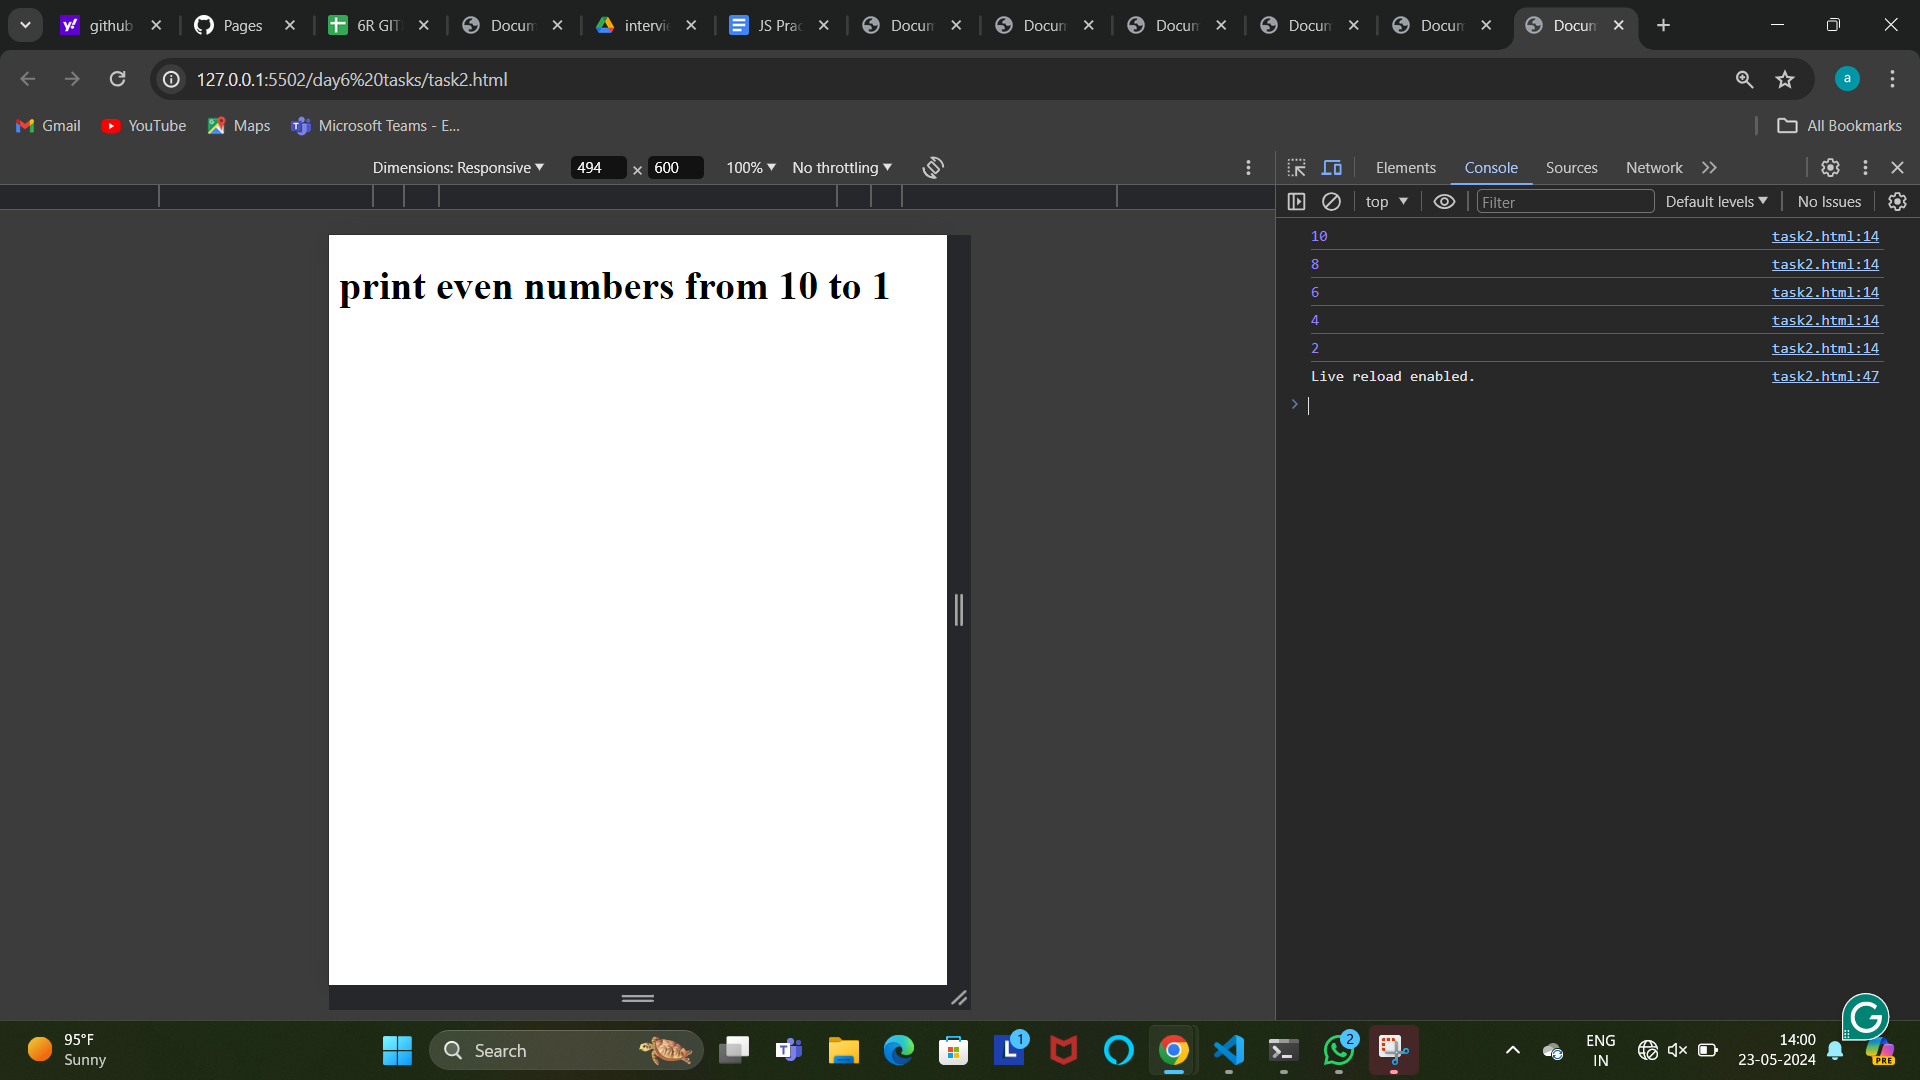 github
Pages
6R GIT
Docum
intervie
JS Prac
Docum
Docum
Docum
Docum
Docum
Docum
127.0.0.1:5502/day6%20tasks/task2.html
a
Gmail
YouTube
Maps
Microsoft Teams - E...
All Bookmarks
Dimensions: Responsive
494 × 600
100%
No throttling
Elements
Console
Sources
Network
top
Filter
Default levels
No Issues
print even numbers from 10 to 1
10 task2.html:14
8 task2.html:14
6 task2.html:14
4 task2.html:14
2 task2.html:14
Live reload enabled. task2.html:47
95°F
Sunny
Search
L
1
2
ENG
IN
14:00
23-05-2024
G
PRE